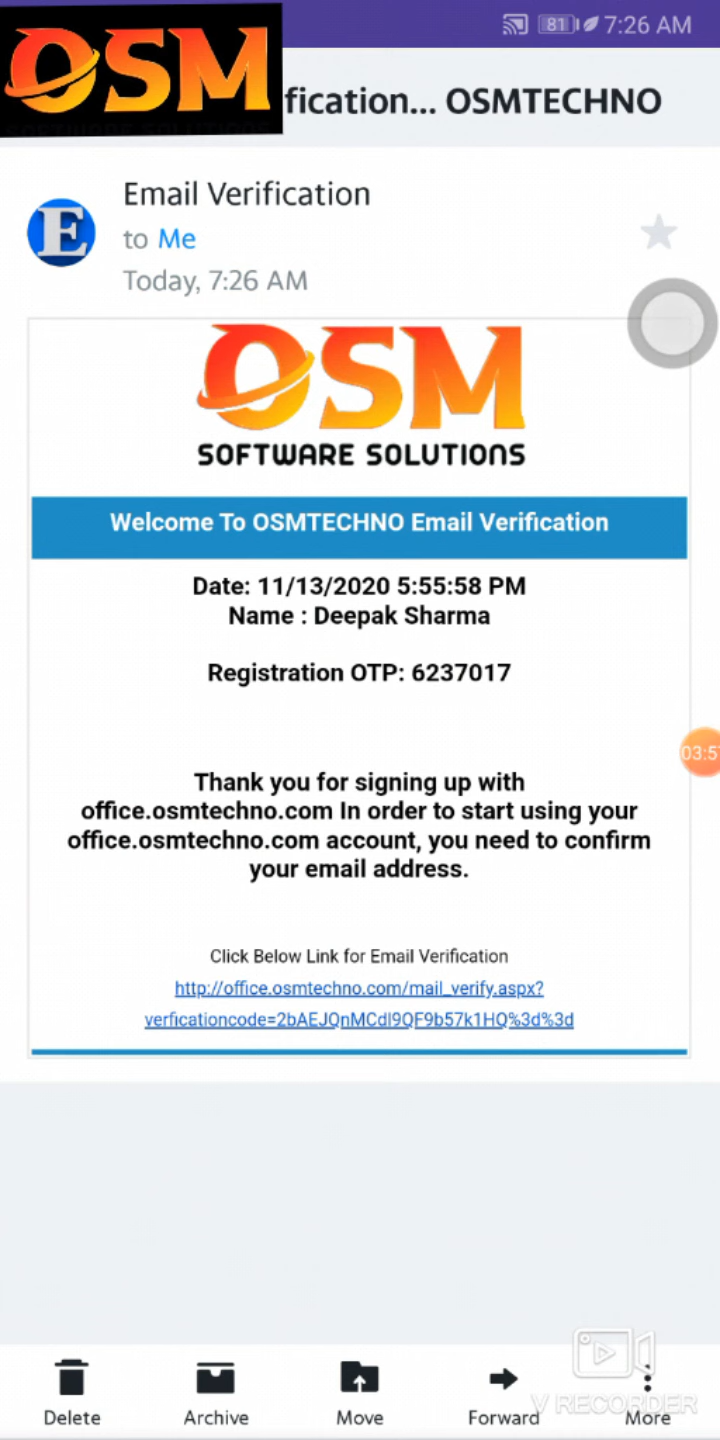 OSM
81 7:26 AM
fication... OSMTECHNO
Email Verification
E
to Me
Today, 7:26 AM
OSM
SOFTWARE SOLUTIONS
Welcome To OSMTECHNO Email Verification
Date: 11/13/2020 5:55:58 PM
Name : Deepak Sharma
Registration OTP: 6237017
03:5
Thank you for signing up with
office.osmtechno.com In order to start using your
office.osmtechno.com account, you need to confirm
your email address.
Click Below Link for Email Verification
http://office.osmtechno.com/mail_verify.aspx?
verficationcode=2bAEJQnMCdl9QF9b57k1HQ%3d%3d
V RECORDER
Delete Archive Move Forward More